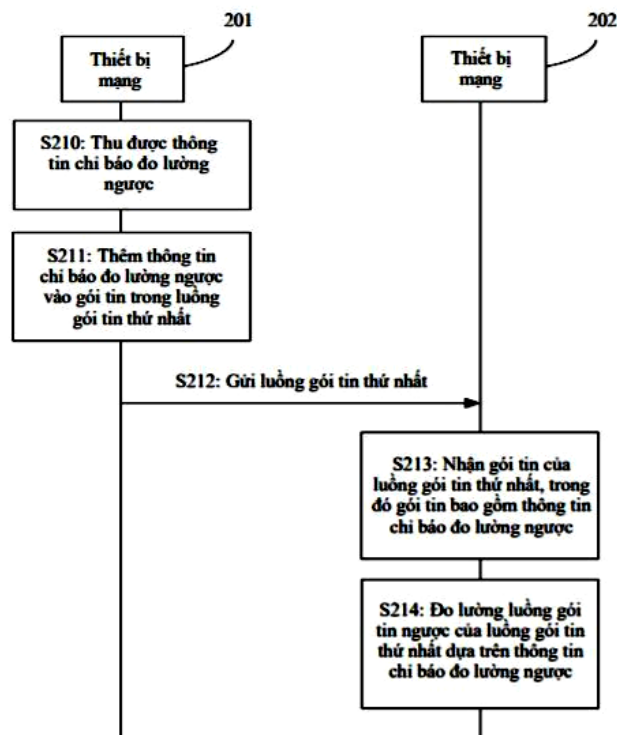 201
202
Thiết bị
mạng
Thiết bị
mạng
S210: Thu được thông
tin chỉ báo đo lường
ngược
S211: Thêm thông tin
chỉ báo đo lường ngược
vào gói tin trong luồng
gói tin thứ nhất
S212: Gửi luồng gói tin thứ nhất
S213: Nhận gói tin của
luồng gói tin thứ nhất, trong
đó gói tin bao gồm thông tin
chỉ báo đo lường ngược
S214: Đo lường luồng gói
tin ngược của luồng gói tin
thứ nhất dựa trên thông tin
chỉ báo đo lường ngược